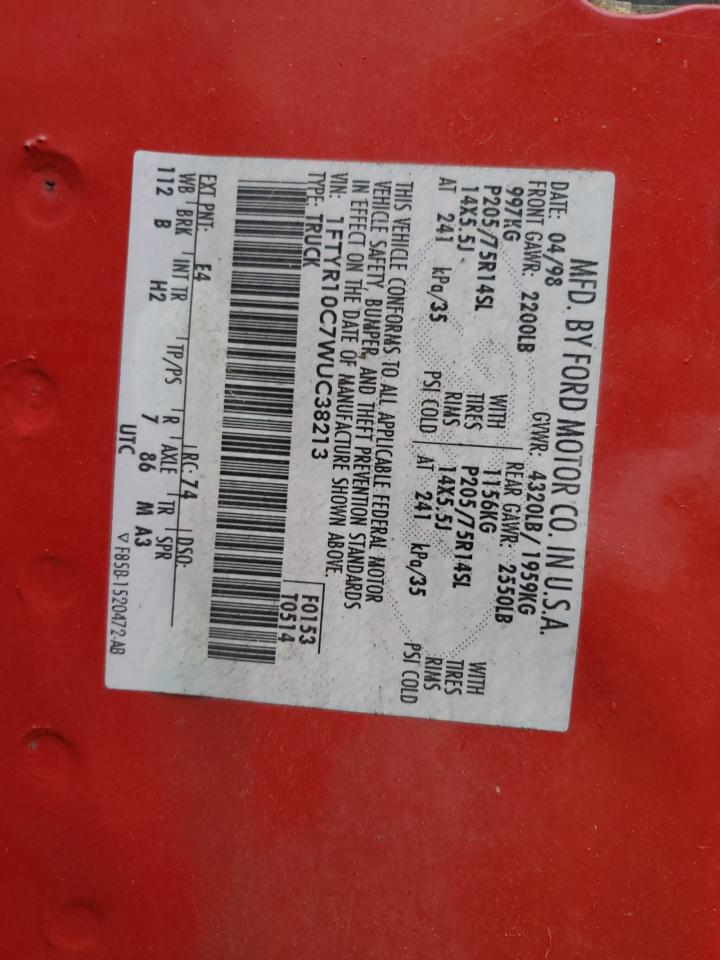 MFD. BY FORD MOTOR CO. IN U.S.A.
DATE: 04/98 GVWR: 4320LB/ 1959KG
FRONT GAWR: 2200LB REAR GAWR: 2550LB
997KG WITH 1156KG WITH
P205/75R14SL TIRES P205/75R14SL TIRES
14X5.5J RIMS 14X5.5J RIMS
AT 241 kPa/35 PSI COLD AT 241 kPa/35 PSI COLD
THIS VEHICLE CONFORMS TO ALL APPLICABLE FEDERAL MOTOR
VEHICLE SAFETY, BUMPER, AND THEFT PREVENTION STANDARDS
IN EFFECT ON THE DATE OF MANUFACTURE SHOWN ABOVE.
VIN: 1FTYR10C7WUC38213 F0153
TYPE: TRUCK T0514
EXT PNT: E4 RC: 74 DSO:
WB BRK INT TR TP/PS R AXLE TR SPR
112 B H2 7 86 M A3
UTC
▽ F85B-1520472-AB